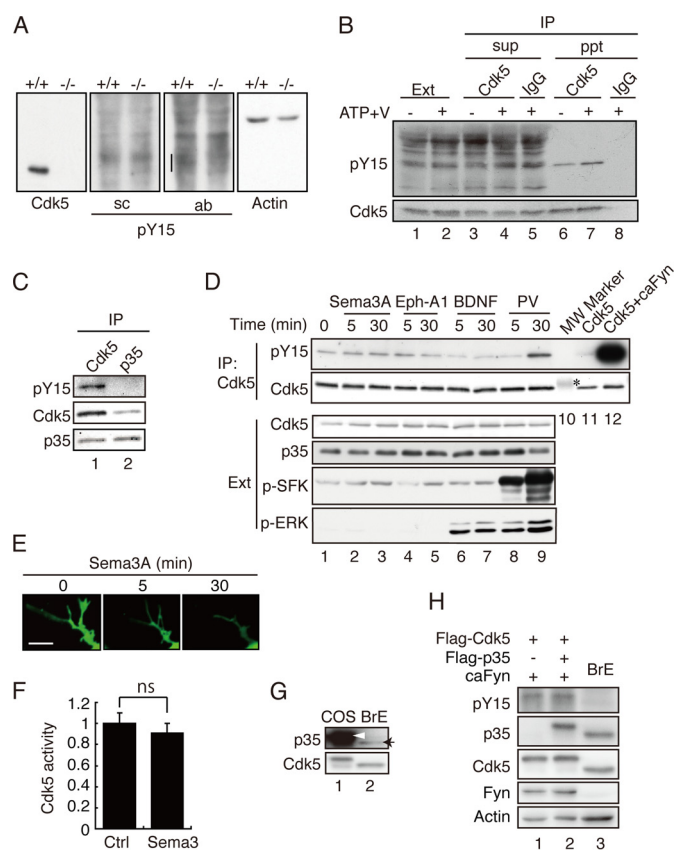 A
+/+ -/- +/+ -/- +/+ -/- +/+ -/-
Cdk5 sc ab Actin
pY15
B
IP
sup ppt
Ext Cdk5 IgG Cdk5 IgG
ATP+V - + - + + - + +
pY15
Cdk5
1 2 3 4 5 6 7 8
C
IP
Cdk5 p35
pY15
Cdk5
p35
1 2
D
Sema3A Eph-A1 BDNF PV MW Marker Cdk5 Cdk5+caFyn
Time (min) 0 5 30 5 30 5 30 5 30
IP: Cdk5
pY15
Cdk5 *
10 11 12
Ext
Cdk5
p35
p-SFK
p-ERK
1 2 3 4 5 6 7 8 9
E
Sema3A (min)
0 5 30
F
ns
Cdk5 activity
1.2
1
0.8
0.6
0.4
0.2
0
Ctrl Sema3
G
COS BrE
p35
Cdk5
1 2
H
Flag-Cdk5 + +
Flag-p35 - + BrE
caFyn + +
pY15
p35
Cdk5
Fyn
Actin
1 2 3